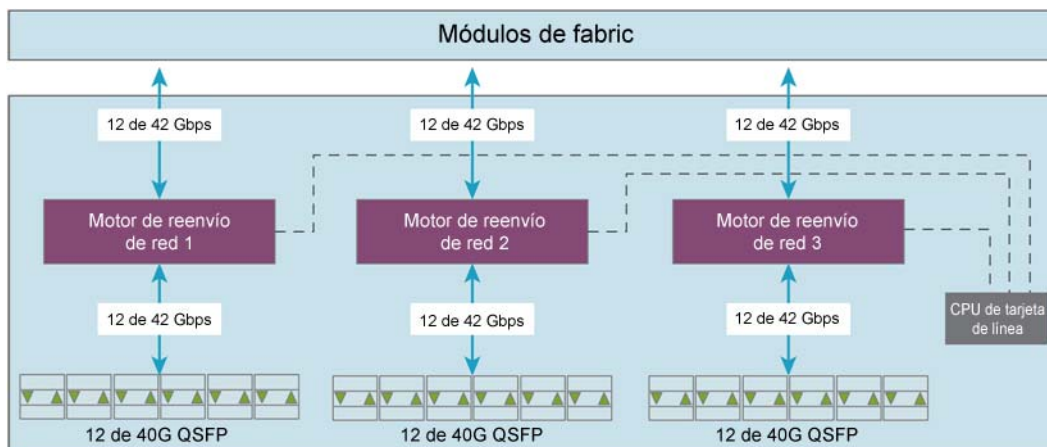 Módulos de fabric
12 de 42 Gbps
12 de 42 Gbps
12 de 42 Gbps
Motor de reenvío
de red 1
Motor de reenvío
de red 2
Motor de reenvío
de red 3
CPU de tarjeta
de línea
12 de 42 Gbps
12 de 42 Gbps
12 de 42 Gbps
12 de 40G QSFP
12 de 40G QSFP
12 de 40G QSFP